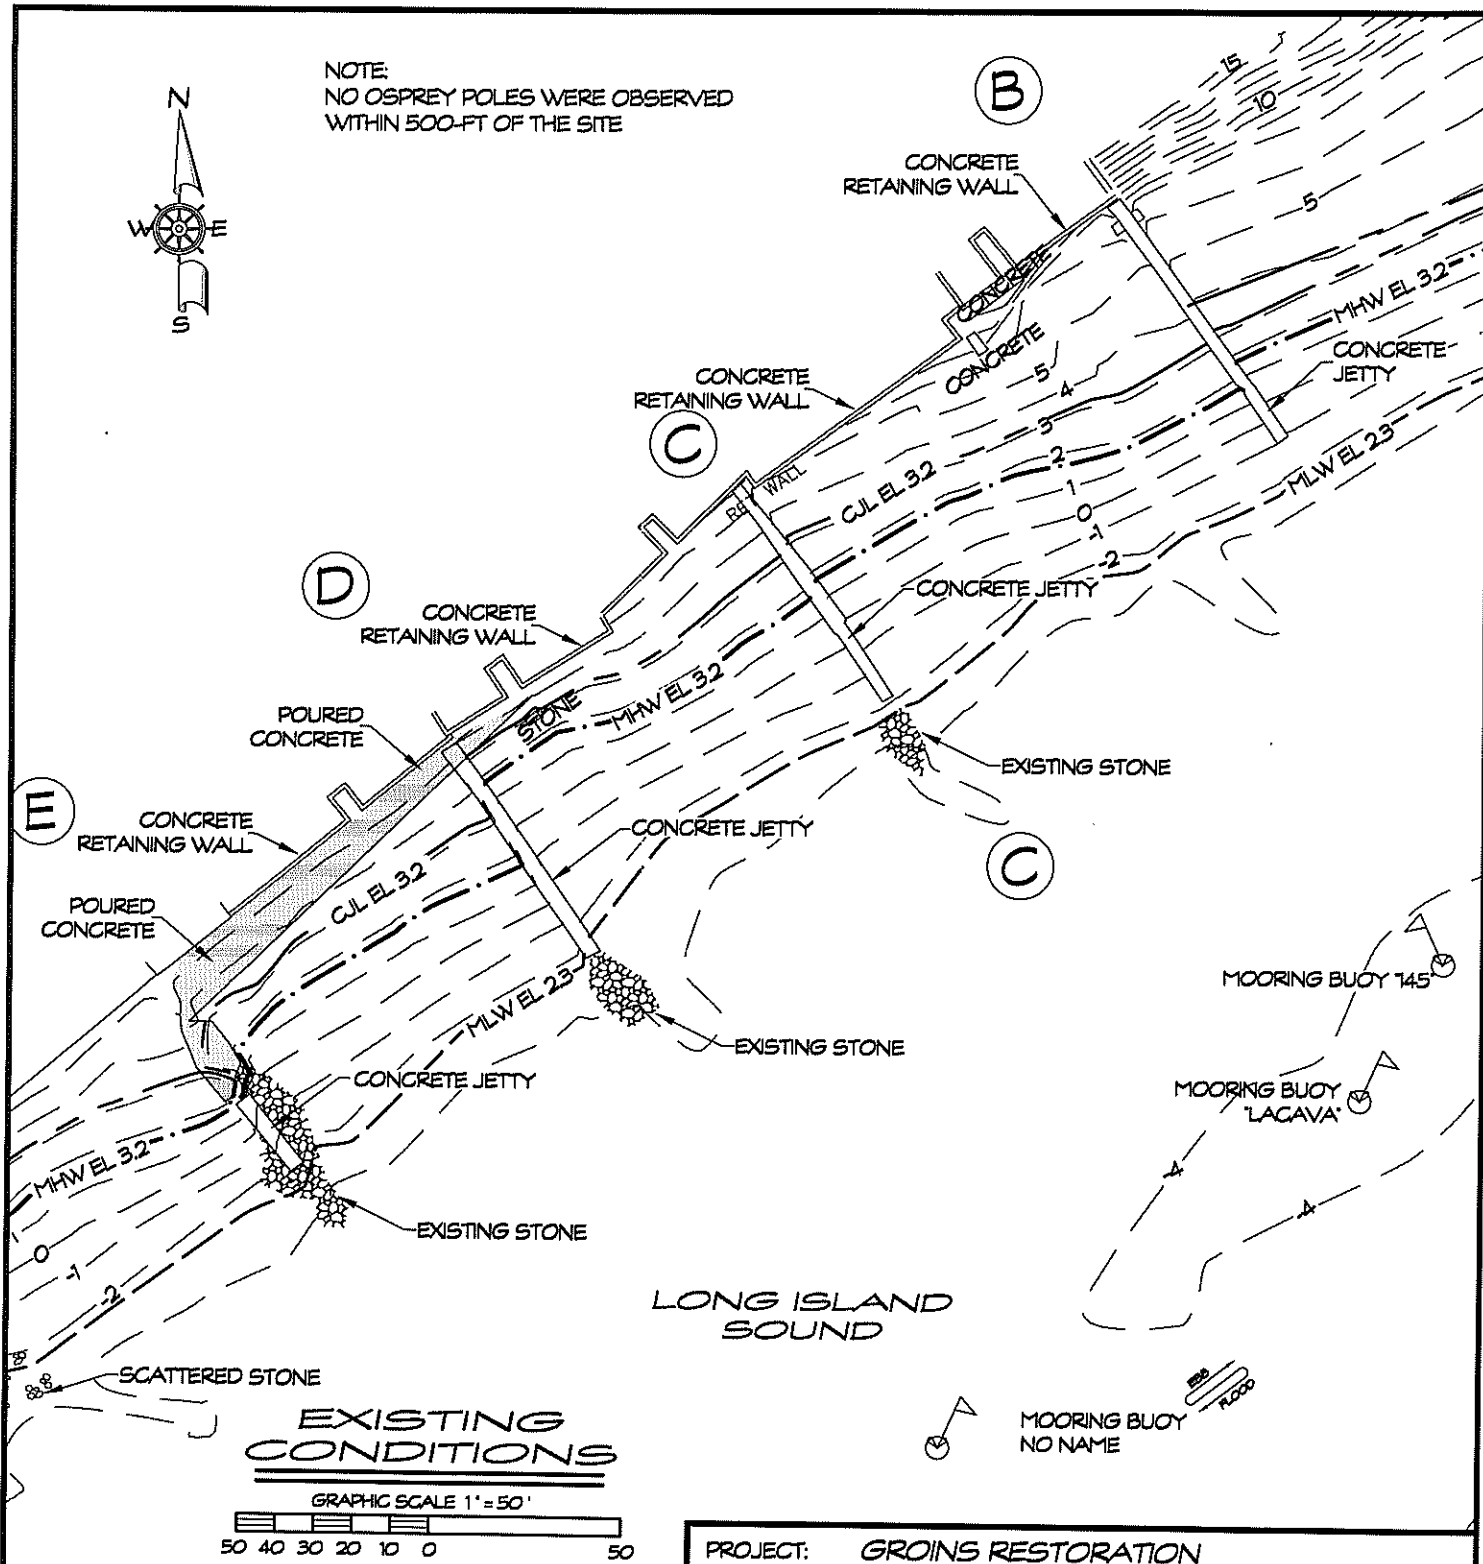 NOTE:
NO OSPREY POLES WERE OBSERVED
WITHIN 500-FT OF THE SITE
N
W E
S
B
15
10
5
CONCRETE
RETAINING WALL
CONCRETE
CONCRETE
MHW EL 3.2
CONCRETE
JETTY
CONCRETE
RETAINING WALL
5
4
3
2
1
0
-1
-2
MLW EL 2.3
C
RET WALL
CJL EL 3.2
CONCRETE JETTY
D
CONCRETE
RETAINING WALL
MHW EL 3.2
STONE
POURED
CONCRETE
EXISTING STONE
E
CONCRETE
RETAINING WALL
CONCRETE JETTY
C
CJL EL 3.2
POURED
CONCRETE
MLW EL 2.3
MOORING BUOY "145"
EXISTING STONE
CONCRETE JETTY
MOORING BUOY
"LACAVA"
MHW EL 3.2
-4
-4
EXISTING STONE
0
-1
-2
LONG ISLAND
SOUND
SCATTERED STONE
EBB
FLOOD
MOORING BUOY
NO NAME
EXISTING
CONDITIONS
GRAPHIC SCALE 1" = 50'
50 40 30 20 10 0 50
PROJECT: GROINS RESTORATION